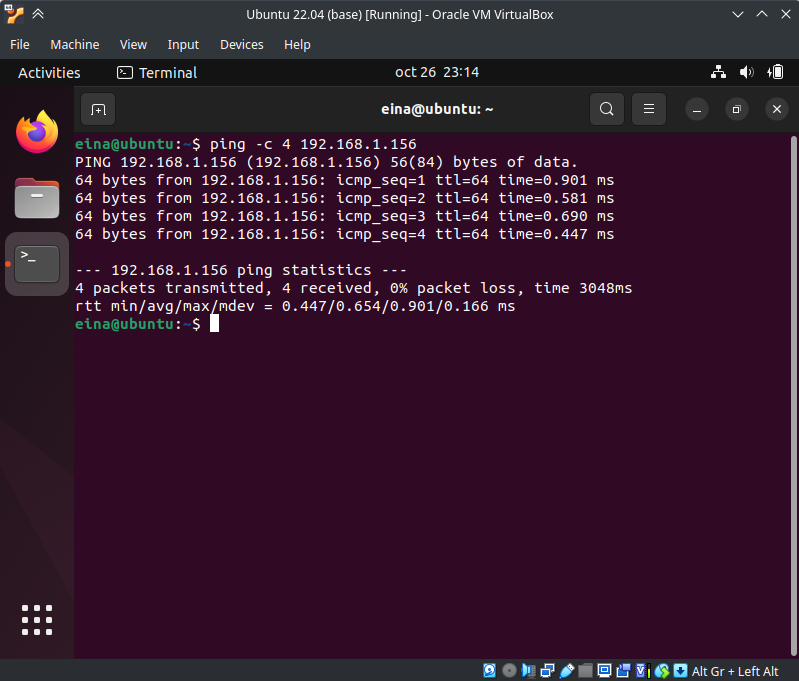 Ubuntu 22.04 (base) [Running] - Oracle VM VirtualBox
File Machine View Input Devices Help
Activities Terminal oct 26 23:14
eina@ubuntu: ~
eina@ubuntu:~$ ping -c 4 192.168.1.156
PING 192.168.1.156 (192.168.1.156) 56(84) bytes of data.
64 bytes from 192.168.1.156: icmp_seq=1 ttl=64 time=0.901 ms
64 bytes from 192.168.1.156: icmp_seq=2 ttl=64 time=0.581 ms
64 bytes from 192.168.1.156: icmp_seq=3 ttl=64 time=0.690 ms
64 bytes from 192.168.1.156: icmp_seq=4 ttl=64 time=0.447 ms
--- 192.168.1.156 ping statistics ---
4 packets transmitted, 4 received, 0% packet loss, time 3048ms
rtt min/avg/max/mdev = 0.447/0.654/0.901/0.166 ms
eina@ubuntu:~$
Alt Gr + Left Alt